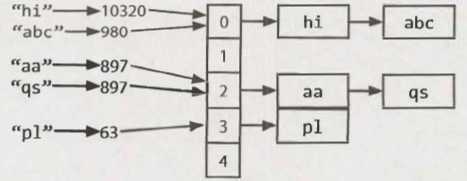 “hi” 10320 0 hi abc
“abc” 980
1
“aa” 897
“qs” 897 2 aa qs
“pl” 63 3 pl
4